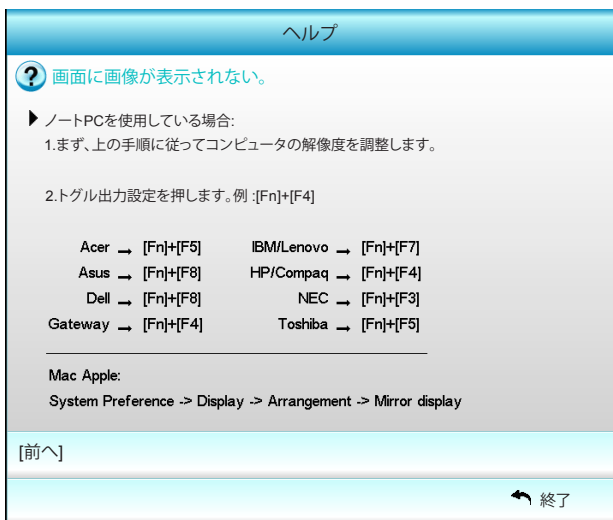 ヘルプ
? 画面に画像が表示されない。
ノートPCを使用している場合:
1.まず、上の手順に従ってコンピュータの解像度を調整します。
2.トグル出力設定を押します。例 :[Fn]+[F4]
Acer → [Fn]+[F5] IBM/Lenovo → [Fn]+[F7]
Asus → [Fn]+[F8] HP/Compaq → [Fn]+[F4]
Dell → [Fn]+[F8] NEC → [Fn]+[F3]
Gateway → [Fn]+[F4] Toshiba → [Fn]+[F5]
Mac Apple:
System Preference -> Display -> Arrangement -> Mirror display
[前へ]
終了